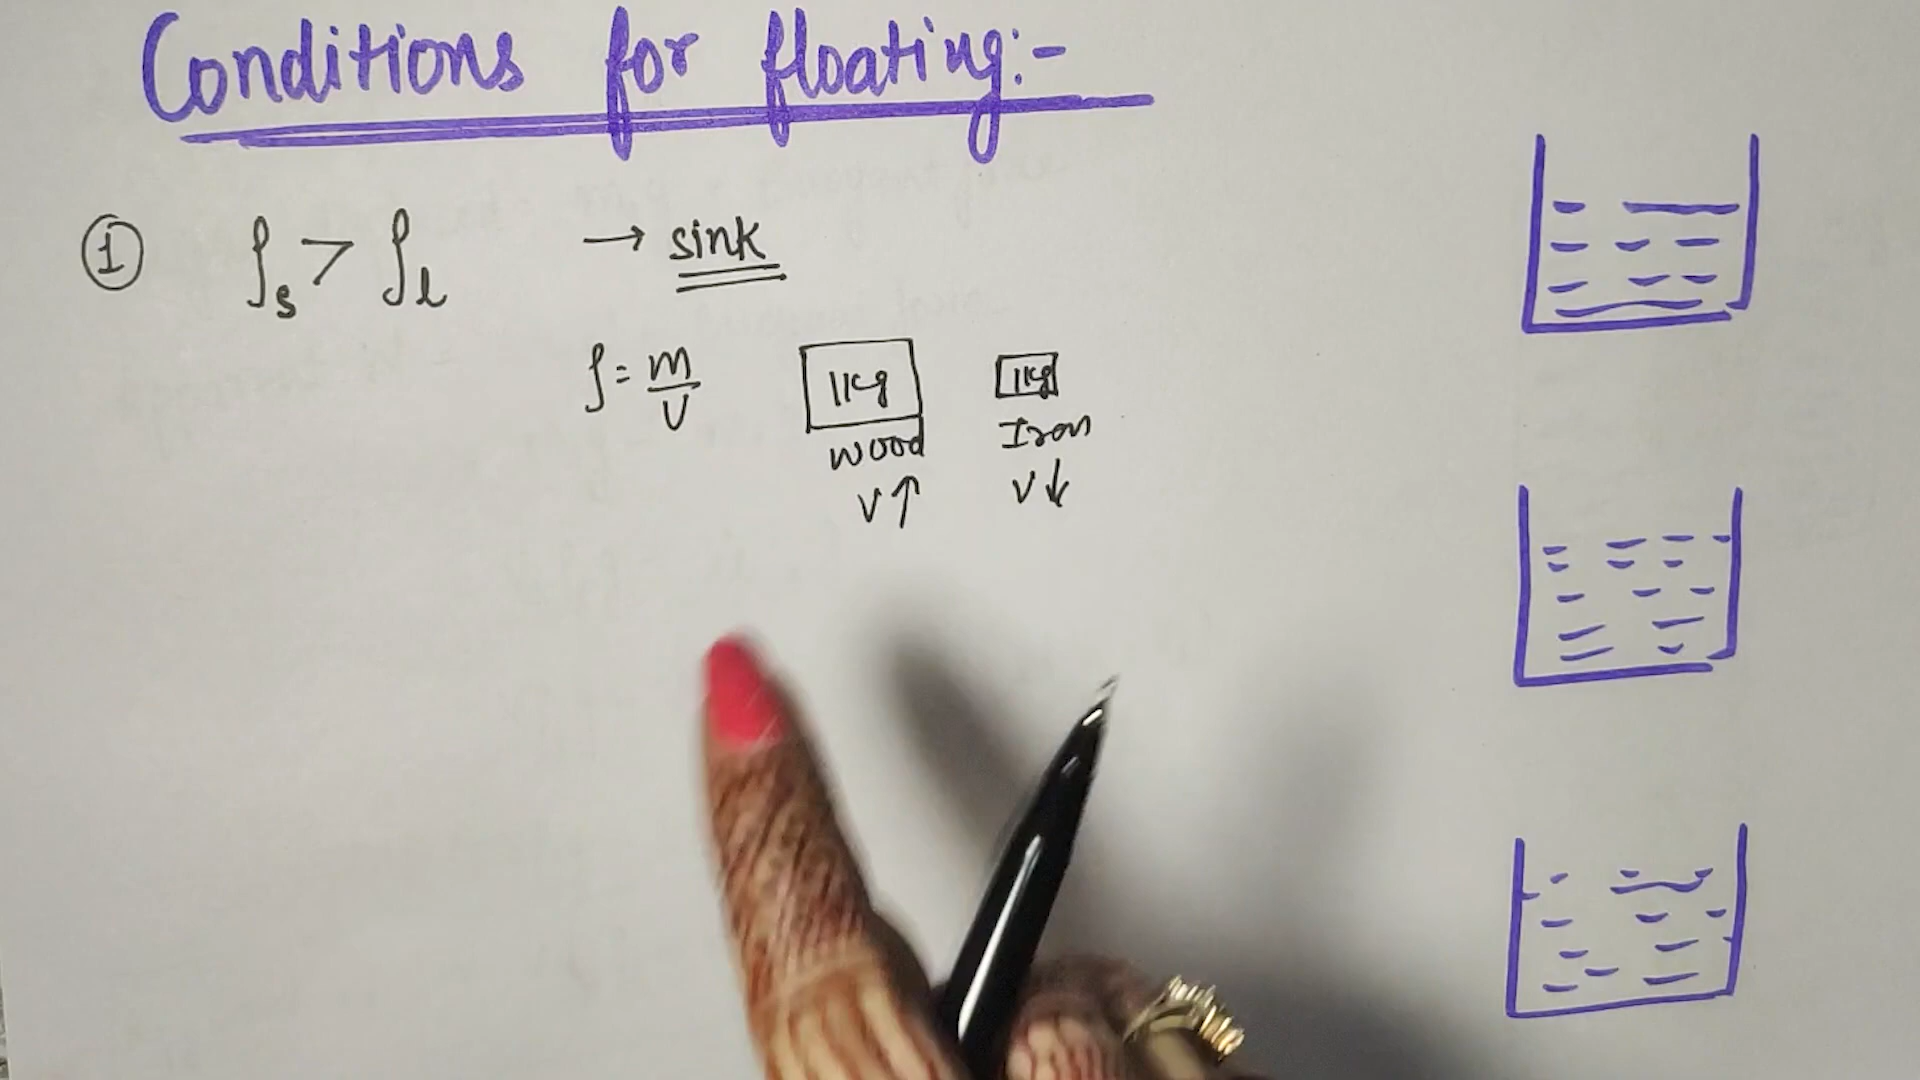 Conditions for floating:-
① ρs > ρl → sink
ρ = m/V
1kg
wood
V↑
1kg
Iron
V↓